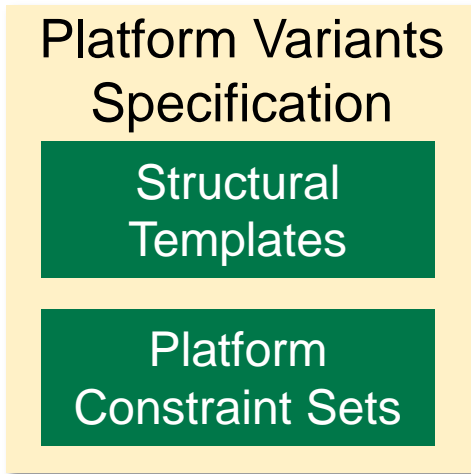 Platform Variants
Specification
Structural
Templates
Platform
Constraint Sets